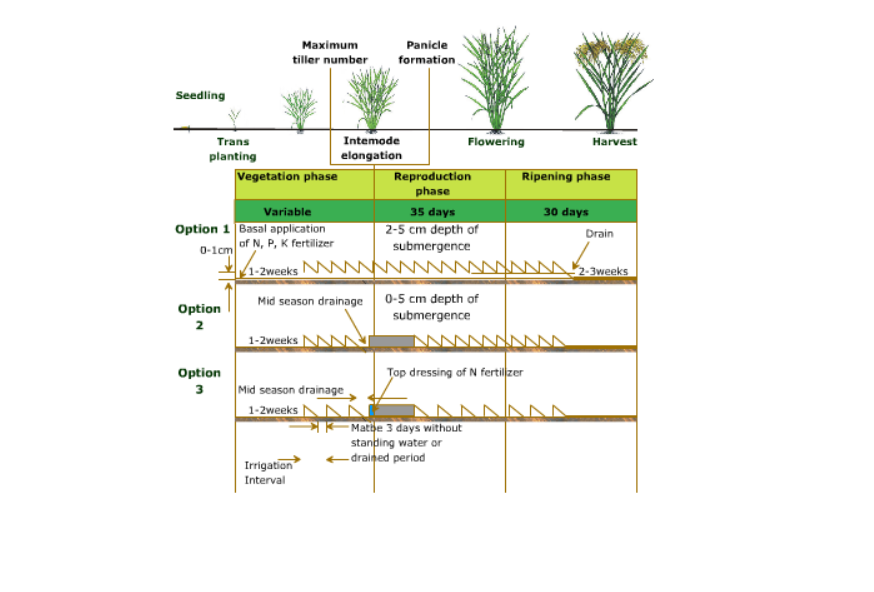 Maximum
tiller number
Panicle
formation
Seedling
Trans
planting
Intemode
elongation
Flowering
Harvest
Vegetation phase
Reproduction
phase
Ripening phase
Variable
35 days
30 days
Option 1
Basal application
of N, P, K fertilizer
2-5 cm depth of
submergence
Drain
0-1cm
1-2weeks
2-3weeks
Option
2
Mid season drainage
0-5 cm depth of
submergence
1-2weeks
Option
3
Top dressing of N fertilizer
Mid season drainage
1-2weeks
Matbe 3 days without
standing water or
drained period
Irrigation
Interval